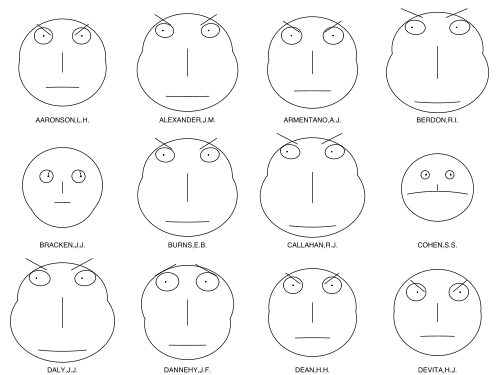 AARONSON,L.H.
ALEXANDER,J.M.
ARMENTANO,A.J.
BERDON,R.I.
BRACKEN,J.J.
BURNS,E.B.
CALLAHAN,R.J.
COHEN,S.S.
DALY,J.J.
DANNEHY,J.F.
DEAN,H.H.
DEVITA,H.J.